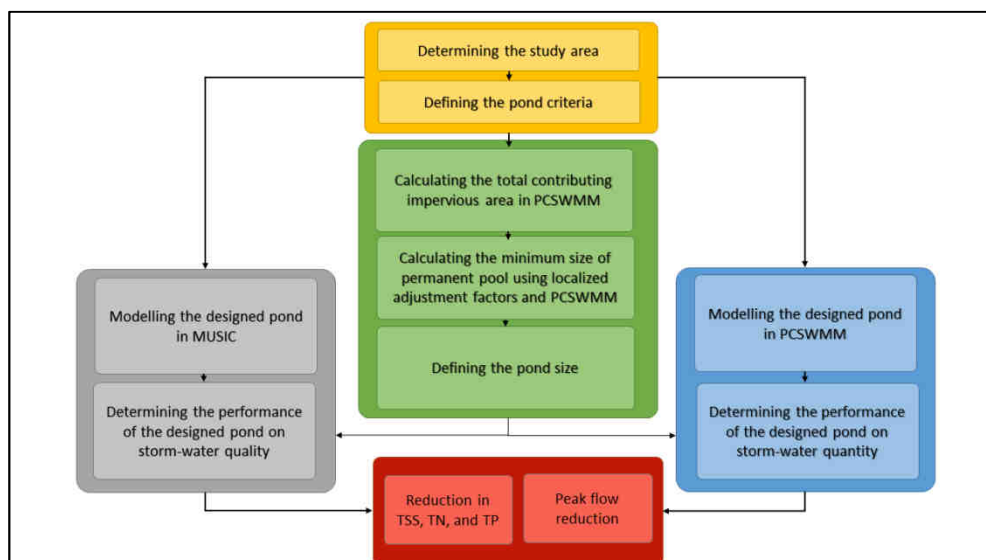 Determining the study area
Defining the pond criteria
Calculating the total contributing
impervious area in PCSWMM
Calculating the minimum size of
permanent pool using localized
adjustment factors and PCSWMM
Defining the pond size
Modelling the designed pond
in MUSIC
Determining the performance
of the designed pond on
storm-water quality
Modelling the designed pond
in PCSWMM
Determining the performance
of the designed pond on
storm-water quantity
Reduction in
TSS, TN, and TP
Peak flow
reduction